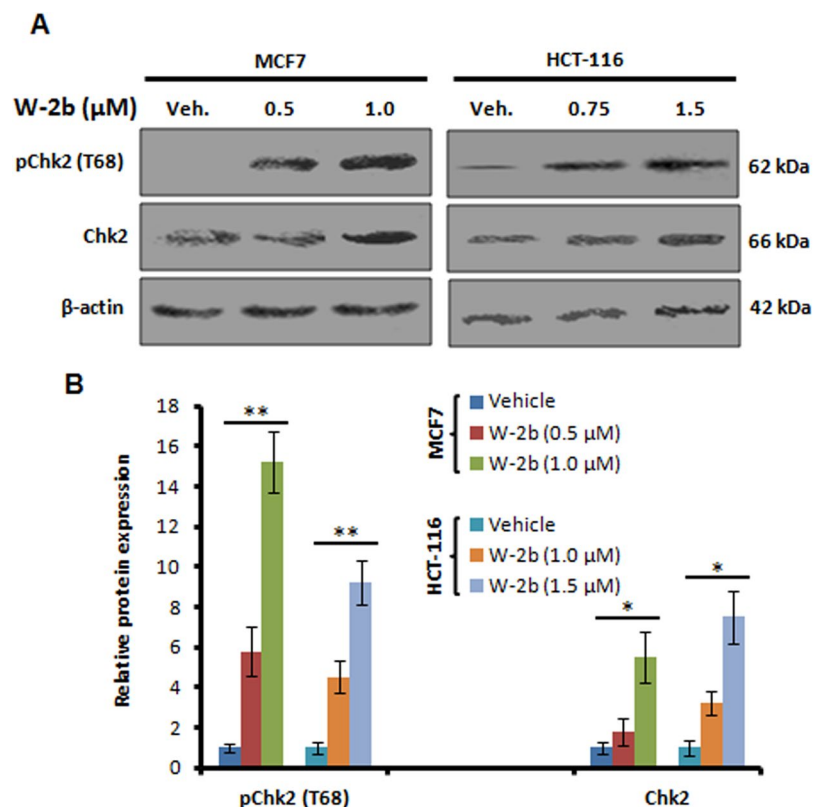 A
MCF7 HCT-116
W-2b (µM) Veh. 0.5 1.0 Veh. 0.75 1.5
pChk2 (T68) 62 kDa
Chk2 66 kDa
β-actin 42 kDa
B
Relative protein expression
18
16
14
12
10
8
6
4
2
0
** ** * *
MCF7
Vehicle
W-2b (0.5 µM)
W-2b (1.0 µM)
HCT-116
Vehicle
W-2b (1.0 µM)
W-2b (1.5 µM)
pChk2 (T68) Chk2